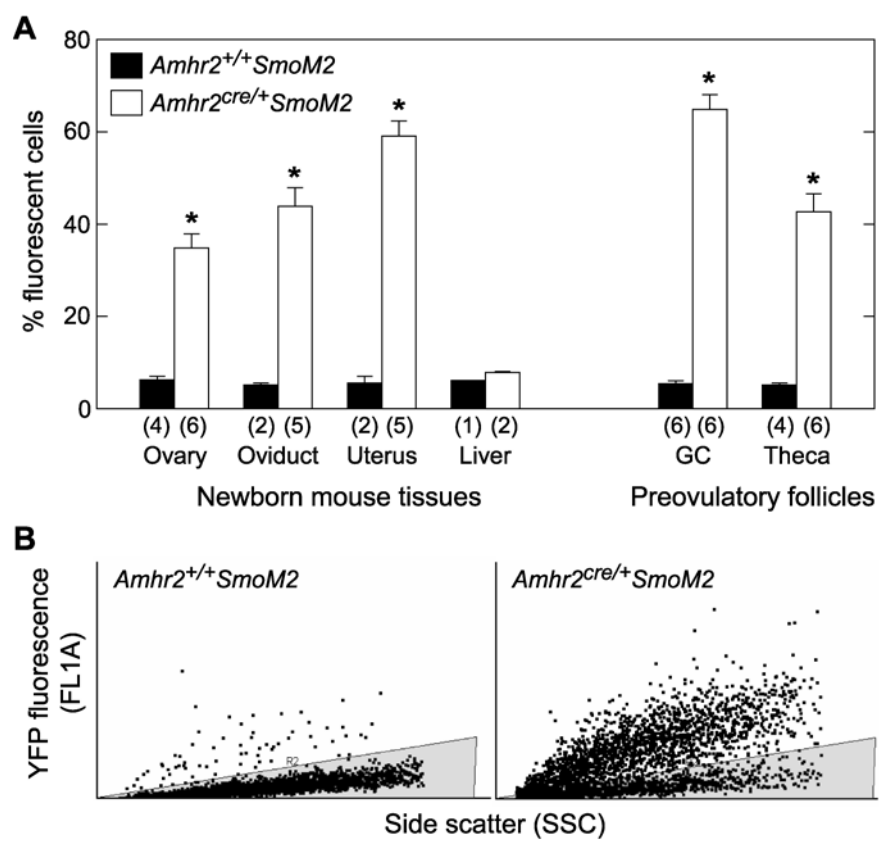 A
80
60
40
20
0
% fluorescent cells
Amhr2+/+SmoM2
Amhr2cre/+SmoM2
* * * * *
(4) (6) (2) (5) (2) (5) (1) (2) (6) (6) (4) (6)
Ovary Oviduct Uterus Liver GC Theca
Newborn mouse tissues Preovulatory follicles
B
YFP fluorescence
(FL1A)
Amhr2+/+SmoM2 Amhr2cre/+SmoM2
R2
Side scatter (SSC)